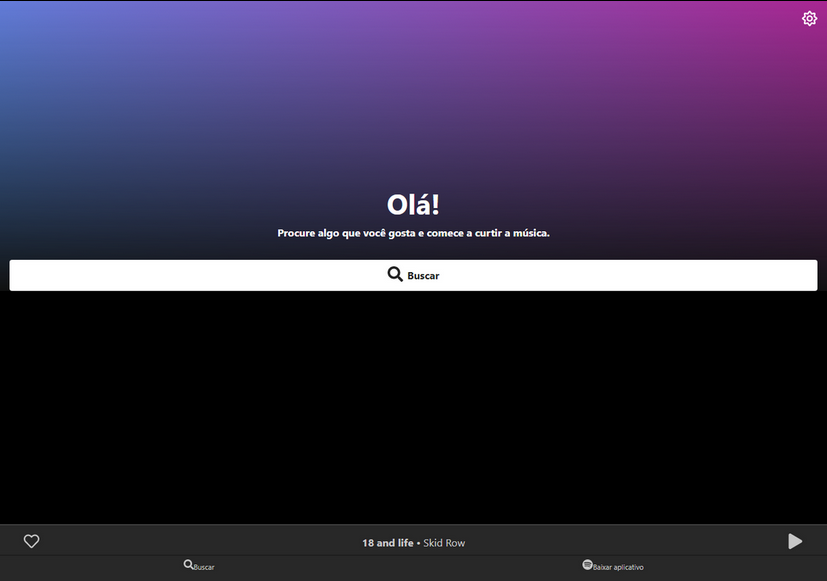 Olá!
Procure algo que você gosta e comece a curtir a música.
Buscar
18 and life • Skid Row
Buscar
Baixar aplicativo